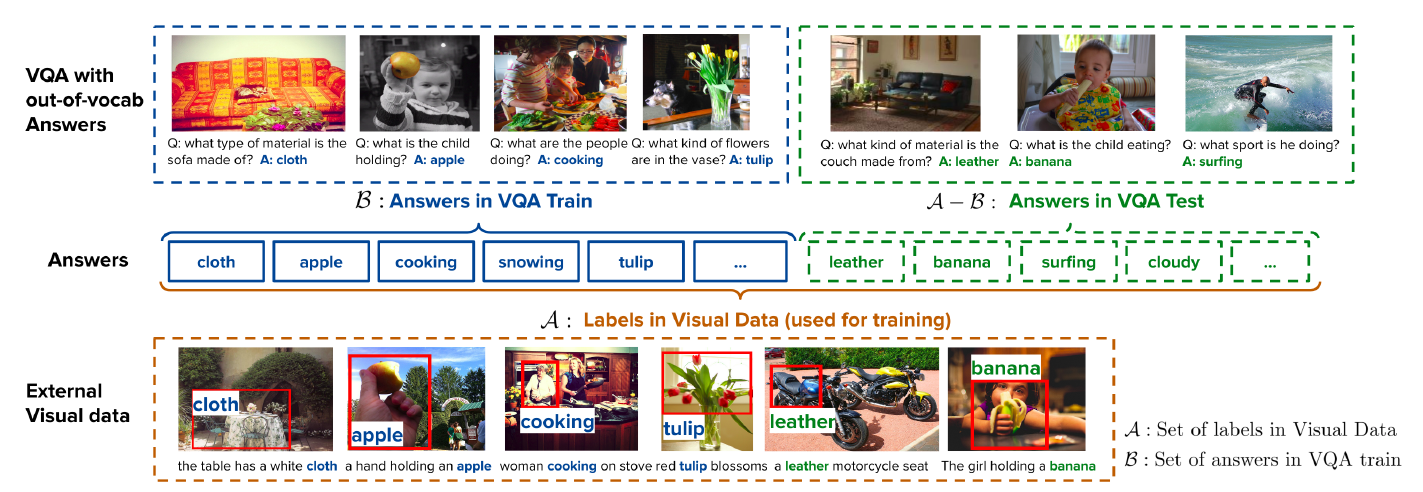 VQA with
out-of-vocab
Answers
Q: what type of material is the
sofa made of? A: cloth
Q: what is the child
holding? A: apple
Q: what are the people
doing? A: cooking
Q: what kind of flowers
are in the vase? A: tulip
Q: what kind of material is the
couch made from? A: leather
Q: what is the child eating?
A: banana
Q: what sport is he doing?
A: surfing
ℬ : Answers in VQA Train
𝒜 − ℬ : Answers in VQA Test
Answers
cloth
apple
cooking
snowing
tulip
...
leather
banana
surfing
cloudy
...
𝒜 : Labels in Visual Data (used for training)
External
Visual data
cloth
apple
cooking
tulip
leather
banana
the table has a white cloth
a hand holding an apple
woman cooking on stove
red tulip blossoms
a leather motorcycle seat
The girl holding a banana
𝒜 : Set of labels in Visual Data
ℬ : Set of answers in VQA train